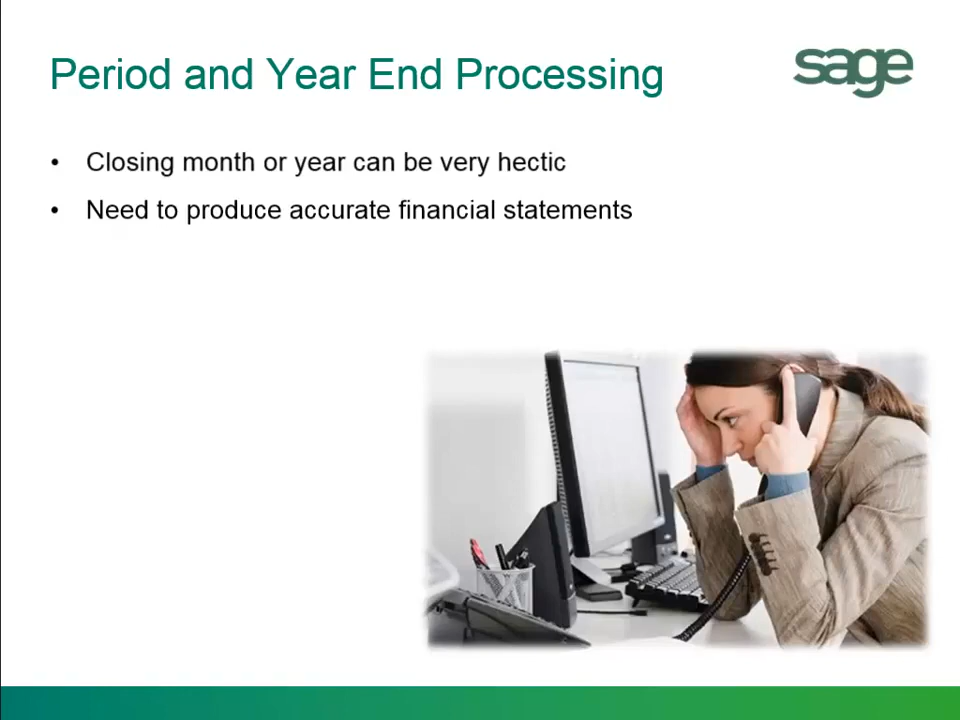 Period and Year End Processing
sage
• Closing month or year can be very hectic
• Need to produce accurate financial statements